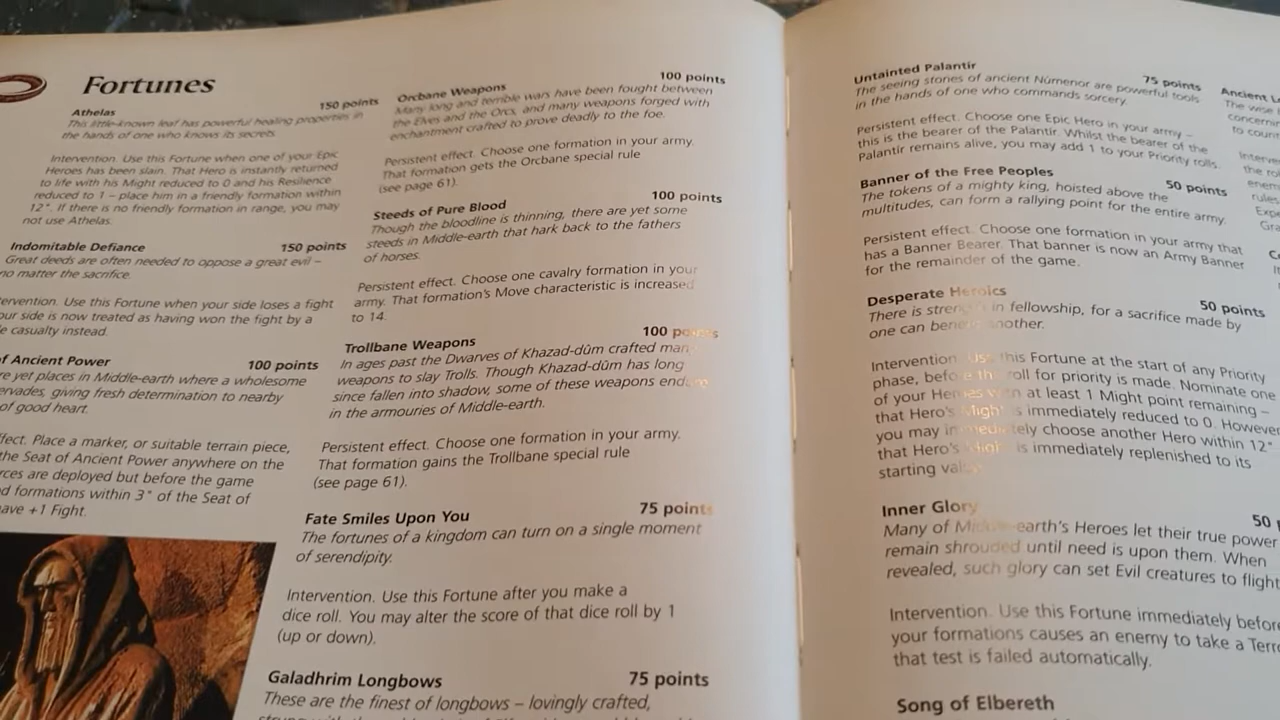 Fortunes
Athelas 150 points
This little-known leaf has powerful healing properties in
the hands of one who knows its secrets.
Intervention. Use this Fortune when one of your Epic
Heroes has been slain. That Hero is instantly returned
to life with his Might reduced to 0 and his Resilience
reduced to 1 – place him in a friendly formation within
12". If there is no friendly formation in range, you may
not use Athelas.
Indomitable Defiance 150 points
Great deeds are often needed to oppose a great evil –
no matter the sacrifice.
ervention. Use this Fortune when your side loses a fight
our side is now treated as having won the fight by a
e casualty instead.
of Ancient Power 100 points
re yet places in Middle-earth where a wholesome
ervades, giving fresh determination to nearby
of good heart.
ffect. Place a marker, or suitable terrain piece,
the Seat of Ancient Power anywhere on the
rces are deployed but before the game
d formations within 3" of the Seat of
ave +1 Fight.
Orcbane Weapons 100 points
Many long and terrible wars have been fought between
the Elves and the Orcs, and many weapons forged with
enchantment crafted to prove deadly to the foe.
Persistent effect. Choose one formation in your army.
That formation gets the Orcbane special rule
(see page 61).
Steeds of Pure Blood 100 points
Though the bloodline is thinning, there are yet some
steeds in Middle-earth that hark back to the fathers
of horses.
Persistent effect. Choose one cavalry formation in your
army. That formation's Move characteristic is increased
to 14.
Trollbane Weapons 100 points
In ages past the Dwarves of Khazad-dûm crafted many
weapons to slay Trolls. Though Khazad-dûm has long
since fallen into shadow, some of these weapons endure
in the armouries of Middle-earth.
Persistent effect. Choose one formation in your army.
That formation gains the Trollbane special rule
(see page 61).
Fate Smiles Upon You 75 points
The fortunes of a kingdom can turn on a single moment
of serendipity.
Intervention. Use this Fortune after you make a
dice roll. You may alter the score of that dice roll by 1
(up or down).
Galadhrim Longbows 75 points
These are the finest of longbows – lovingly crafted,
Untainted Palantir 75 points
The seeing stones of ancient Númenor are powerful tools
in the hands of one who commands sorcery.
Persistent effect. Choose one Epic Hero in your army –
this is the bearer of the Palantir. Whilst the bearer of the
Palantir remains alive, you may add 1 to your Priority rolls.
Banner of the Free Peoples 50 points
The tokens of a mighty king, hoisted above the
multitudes, can form a rallying point for the entire army.
Persistent effect. Choose one formation in your army that
has a Banner Bearer. That banner is now an Army Banner
for the remainder of the game.
Desperate Heroics 50 points
There is strength in fellowship, for a sacrifice made by
one can benefit another.
Intervention. Use this Fortune at the start of any Priority
phase, before the roll for priority is made. Nominate one
of your Heroes with at least 1 Might point remaining –
that Hero's Might is immediately reduced to 0. However
you may immediately choose another Hero within 12"
that Hero's Might is immediately replenished to its
starting value.
Inner Glory 50 p
Many of Middle-earth's Heroes let their true power
remain shrouded until need is upon them. When
revealed, such glory can set Evil creatures to flight
Intervention. Use this Fortune immediately before
your formations causes an enemy to take a Terro
that test is failed automatically.
Song of Elbereth
Ancient L
The wise
concernin
to coun
Interve
the rol
enem
rules
Exp
Gra